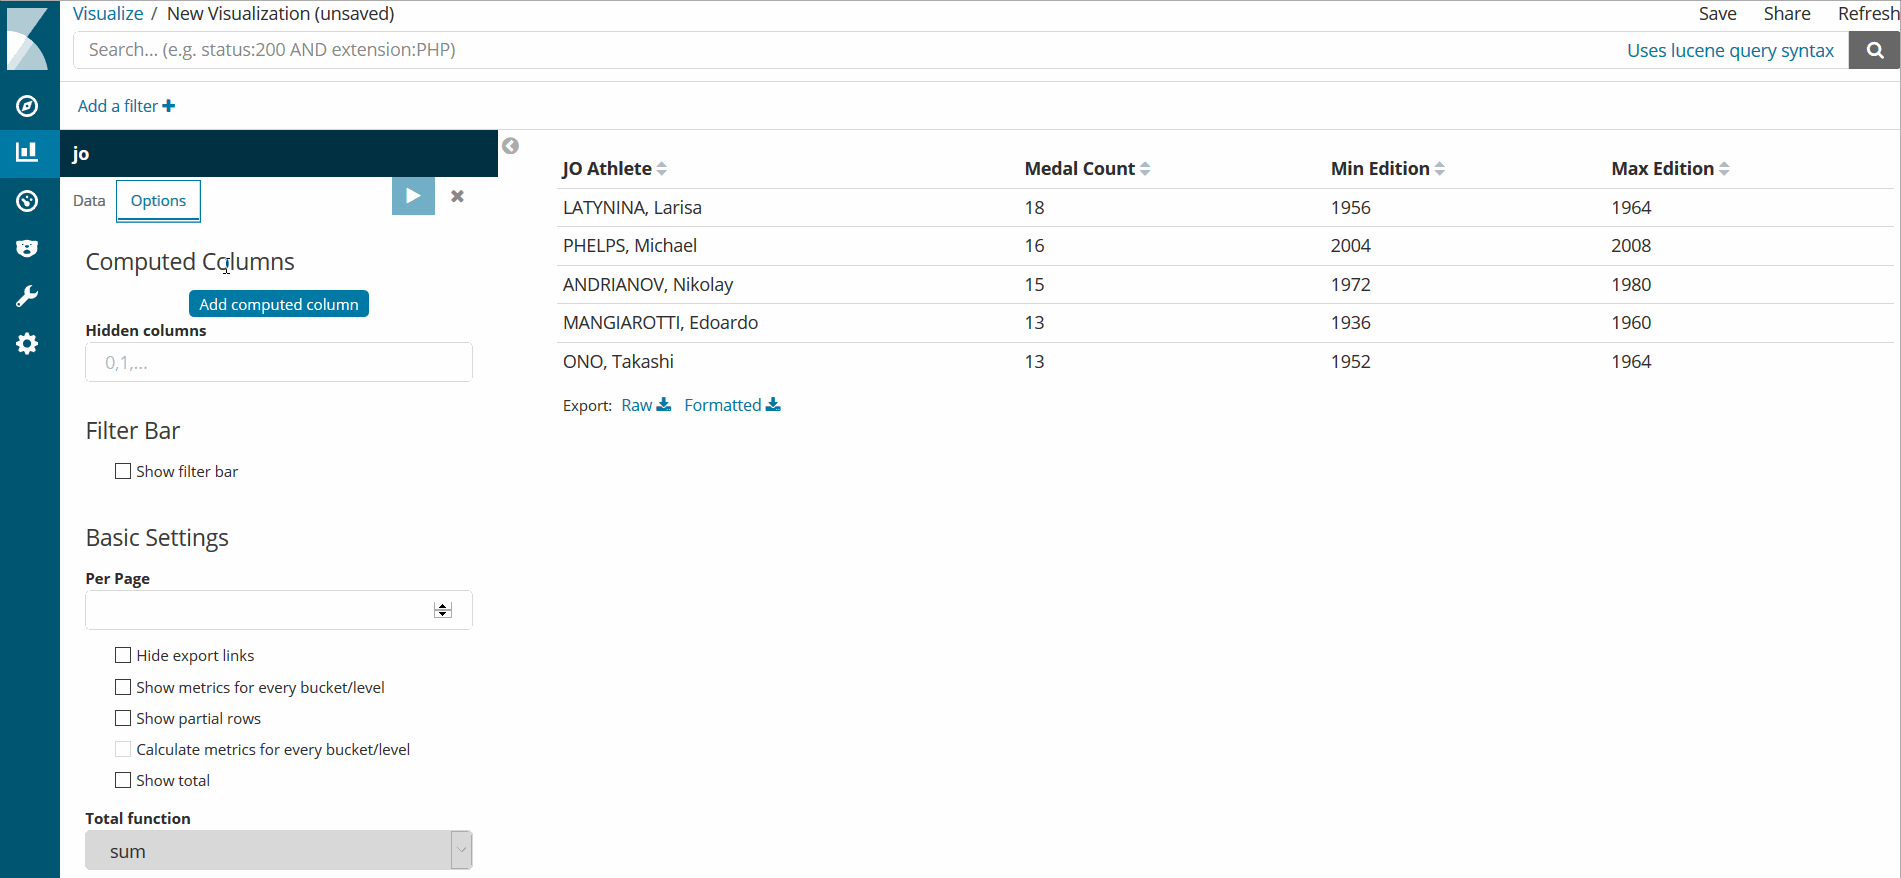 Visualize / New Visualization (unsaved)
Save Share Refresh
Search... (e.g. status:200 AND extension:PHP)
Uses lucene query syntax
Add a filter
jo
Data Options
Computed Columns
Add computed column
Hidden columns
0,1,...
Filter Bar
Show filter bar
Basic Settings
Per Page
Hide export links
Show metrics for every bucket/level
Show partial rows
Calculate metrics for every bucket/level
Show total
Total function
sum
JO Athlete Medal Count Min Edition Max Edition
LATYNINA, Larisa 18 1956 1964
PHELPS, Michael 16 2004 2008
ANDRIANOV, Nikolay 15 1972 1980
MANGIAROTTI, Edoardo 13 1936 1960
ONO, Takashi 13 1952 1964
Export: Raw Formatted